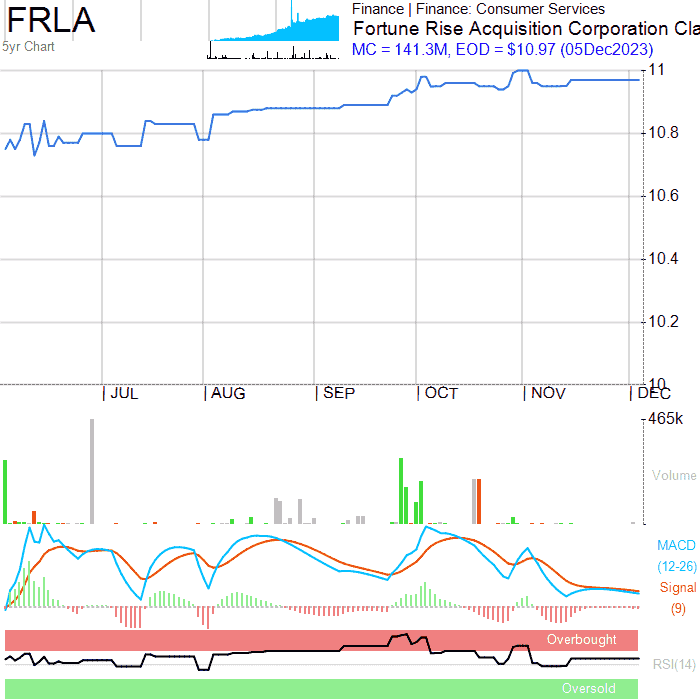 FRLA
5yr Chart
Finance | Finance: Consumer Services
Fortune Rise Acquisition Corporation Cla
MC = 141.3M, EOD = $10.97 (05Dec2023)
11
10.8
10.6
10.4
10.2
10
JUL
AUG
SEP
OCT
NOV
DEC
465k
Volume
MACD
(12-26)
Signal
(9)
Overbought
RSI(14)
Oversold